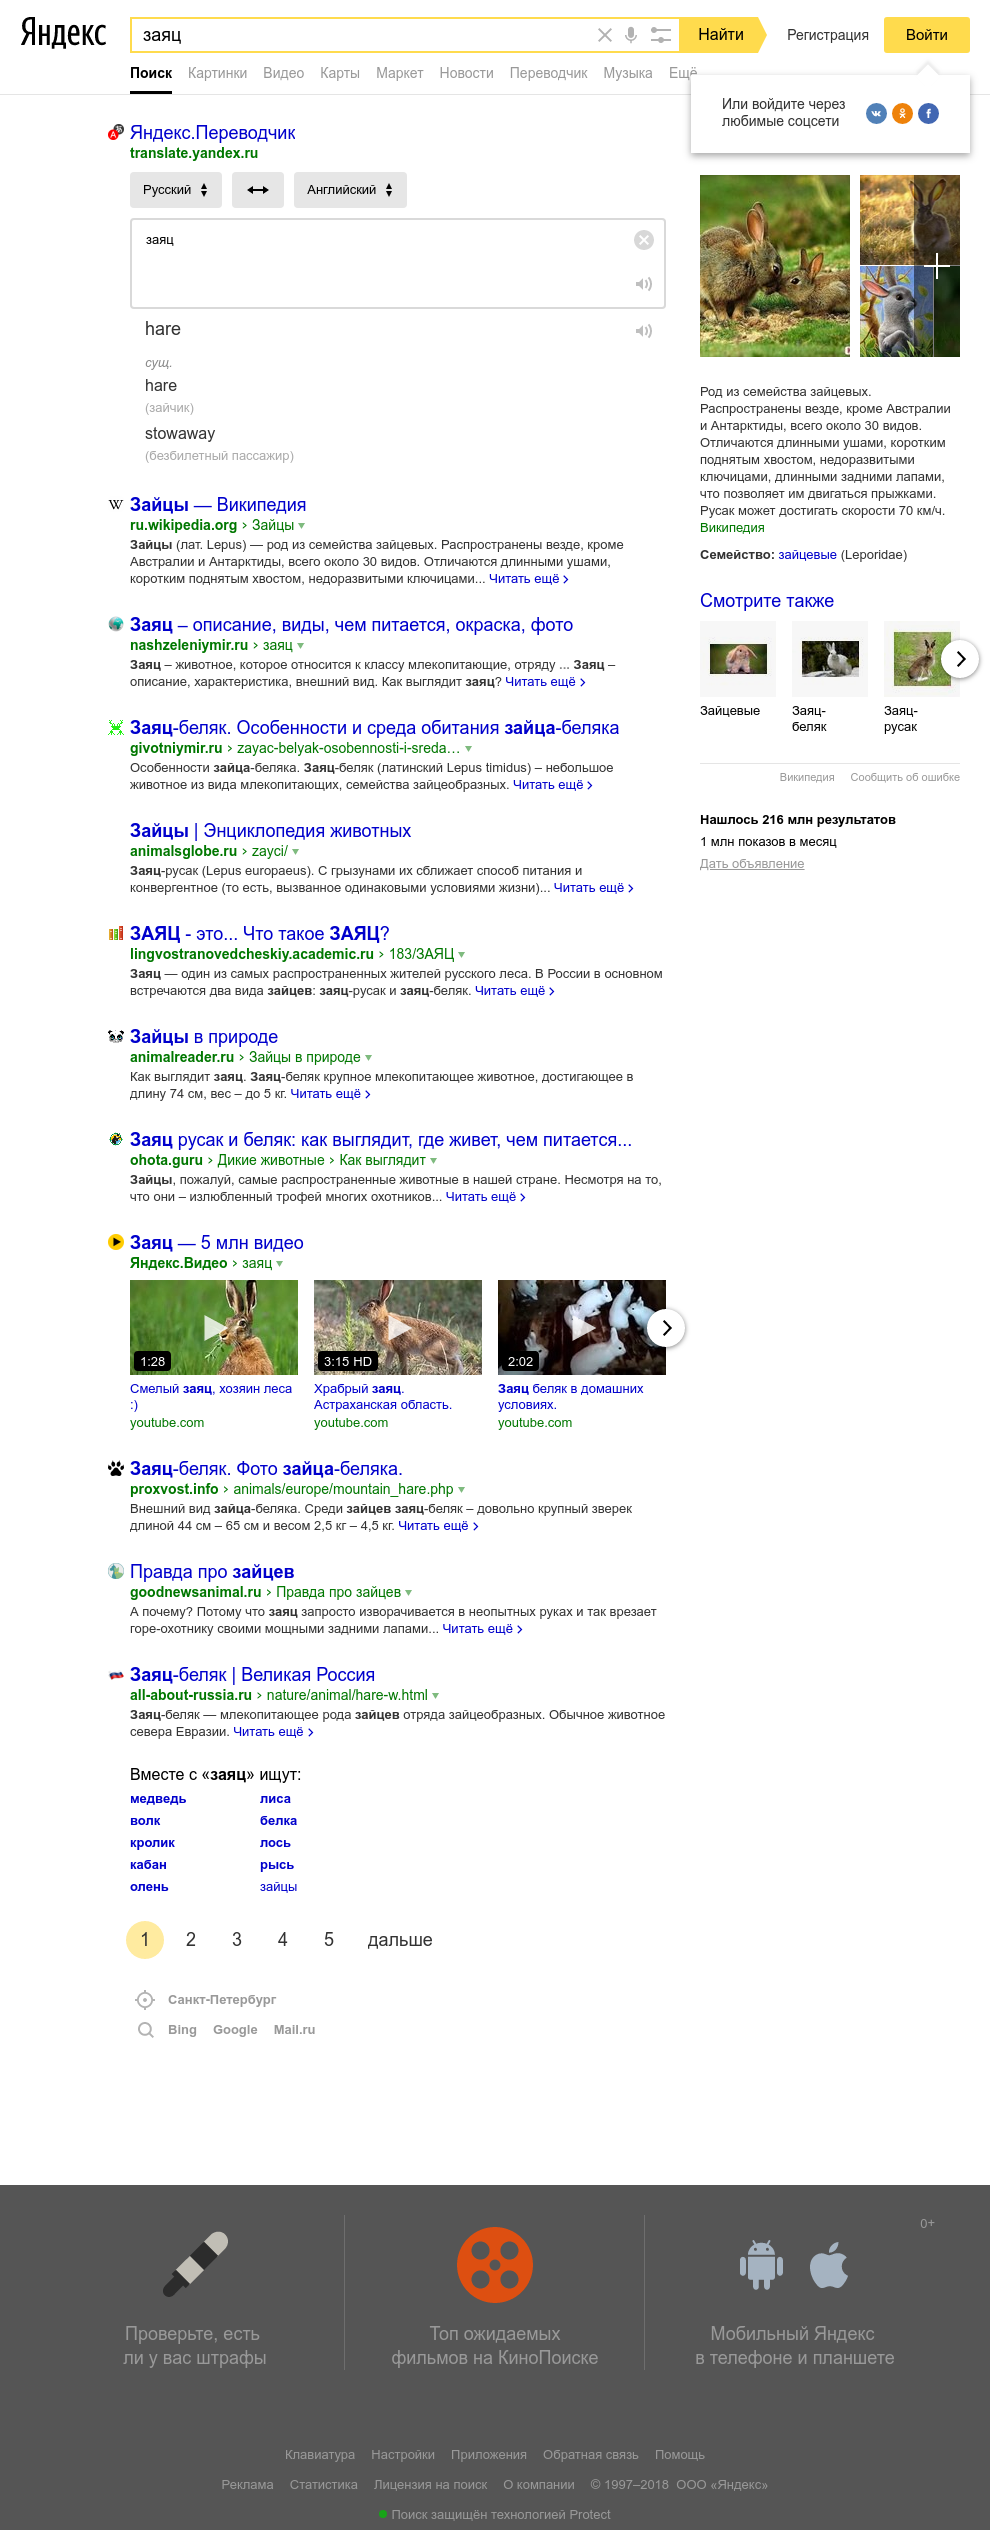 Яндекс
заяц
Найти
Регистрация
Войти
Поиск Картинки Видео Карты Маркет Новости Переводчик Музыка Ещё
Или войдите через
любимые соцсети
Яндекс.Переводчик
translate.yandex.ru
Русский
Английский
заяц
hare
сущ.
hare
(зайчик)
stowaway
(безбилетный пассажир)
Зайцы — Википедия
ru.wikipedia.org › Зайцы
Зайцы (лат. Lepus) — род из семейства зайцевых. Распространены везде, кроме
Австралии и Антарктиды, всего около 30 видов. Отличаются длинными ушами,
коротким поднятым хвостом, недоразвитыми ключицами... Читать ещё ›
Заяц – описание, виды, чем питается, окраска, фото
nashzeleniymir.ru › заяц
Заяц – животное, которое относится к классу млекопитающие, отряду ... Заяц –
описание, характеристика, внешний вид. Как выглядит заяц? Читать ещё ›
Заяц-беляк. Особенности и среда обитания зайца-беляка
givotniymir.ru › zayac-belyak-osobennosti-i-sreda…
Особенности зайца-беляка. Заяц-беляк (латинский Lepus timidus) – небольшое
животное из вида млекопитающих, семейства зайцеобразных. Читать ещё ›
Зайцы | Энциклопедия животных
animalsglobe.ru › zayci/
Заяц-русак (Lepus europaeus). С грызунами их сближает способ питания и
конвергентное (то есть, вызванное одинаковыми условиями жизни)... Читать ещё ›
ЗАЯЦ - это... Что такое ЗАЯЦ?
lingvostranovedcheskiy.academic.ru › 183/ЗАЯЦ
Заяц — один из самых распространенных жителей русского леса. В России в основном
встречаются два вида зайцев: заяц-русак и заяц-беляк. Читать ещё ›
Зайцы в природе
animalreader.ru › Зайцы в природе
Как выглядит заяц. Заяц-беляк крупное млекопитающее животное, достигающее в
длину 74 см, вес – до 5 кг. Читать ещё ›
Заяц русак и беляк: как выглядит, где живет, чем питается...
ohota.guru › Дикие животные › Как выглядит
Зайцы, пожалуй, самые распространенные животные в нашей стране. Несмотря на то,
что они – излюбленный трофей многих охотников... Читать ещё ›
Заяц — 5 млн видео
Яндекс.Видео › заяц
1:28
3:15 HD
2:02
Смелый заяц, хозяин леса
:)
youtube.com
Храбрый заяц.
Астраханская область.
youtube.com
Заяц беляк в домашних
условиях.
youtube.com
Заяц-беляк. Фото зайца-беляка.
proxvost.info › animals/europe/mountain_hare.php
Внешний вид зайца-беляка. Среди зайцев заяц-беляк – довольно крупный зверек
длиной 44 см – 65 см и весом 2,5 кг – 4,5 кг. Читать ещё ›
Правда про зайцев
goodnewsanimal.ru › Правда про зайцев
А почему? Потому что заяц запросто изворачивается в неопытных руках и так врезает
горе-охотнику своими мощными задними лапами... Читать ещё ›
Заяц-беляк | Великая Россия
all-about-russia.ru › nature/animal/hare-w.html
Заяц-беляк — млекопитающее рода зайцев отряда зайцеобразных. Обычное животное
севера Евразии. Читать ещё ›
Вместе с «заяц» ищут:
медведь лиса
волк белка
кролик лось
кабан рысь
олень зайцы
1 2 3 4 5 дальше
Санкт-Петербург
Bing Google Mail.ru
Род из семейства зайцевых.
Распространены везде, кроме Австралии
и Антарктиды, всего около 30 видов.
Отличаются длинными ушами, коротким
поднятым хвостом, недоразвитыми
ключицами, длинными задними лапами,
что позволяет им двигаться прыжками.
Русак может достигать скорости 70 км/ч.
Википедия
Семейство: зайцевые (Leporidae)
Смотрите также
Зайцевые
Заяц-
беляк
Заяц-
русак
Википедия Сообщить об ошибке
Нашлось 216 млн результатов
1 млн показов в месяц
Дать объявление
0+
Проверьте, есть
ли у вас штрафы
Топ ожидаемых
фильмов на КиноПоиске
Мобильный Яндекс
в телефоне и планшете
Клавиатура Настройки Приложения Обратная связь Помощь
Реклама Статистика Лицензия на поиск О компании © 1997–2018 ООО «Яндекс»
Поиск защищён технологией Protect